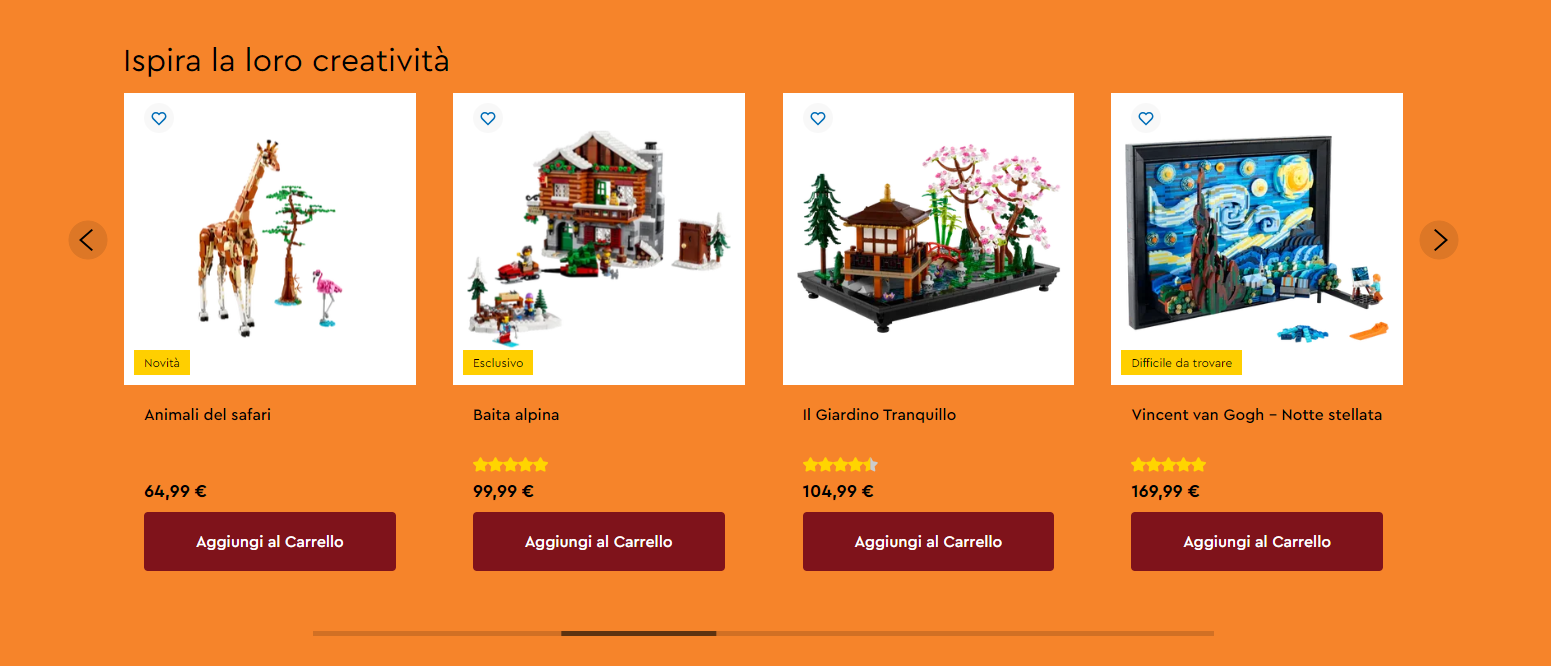 Ispira la loro creatività
Novità
Animali del safari
64,99 €
Aggiungi al Carrello
Esclusivo
Baita alpina
99,99 €
Aggiungi al Carrello
Il Giardino Tranquillo
104,99 €
Aggiungi al Carrello
Difficile da trovare
Vincent van Gogh – Notte stellata
169,99 €
Aggiungi al Carrello